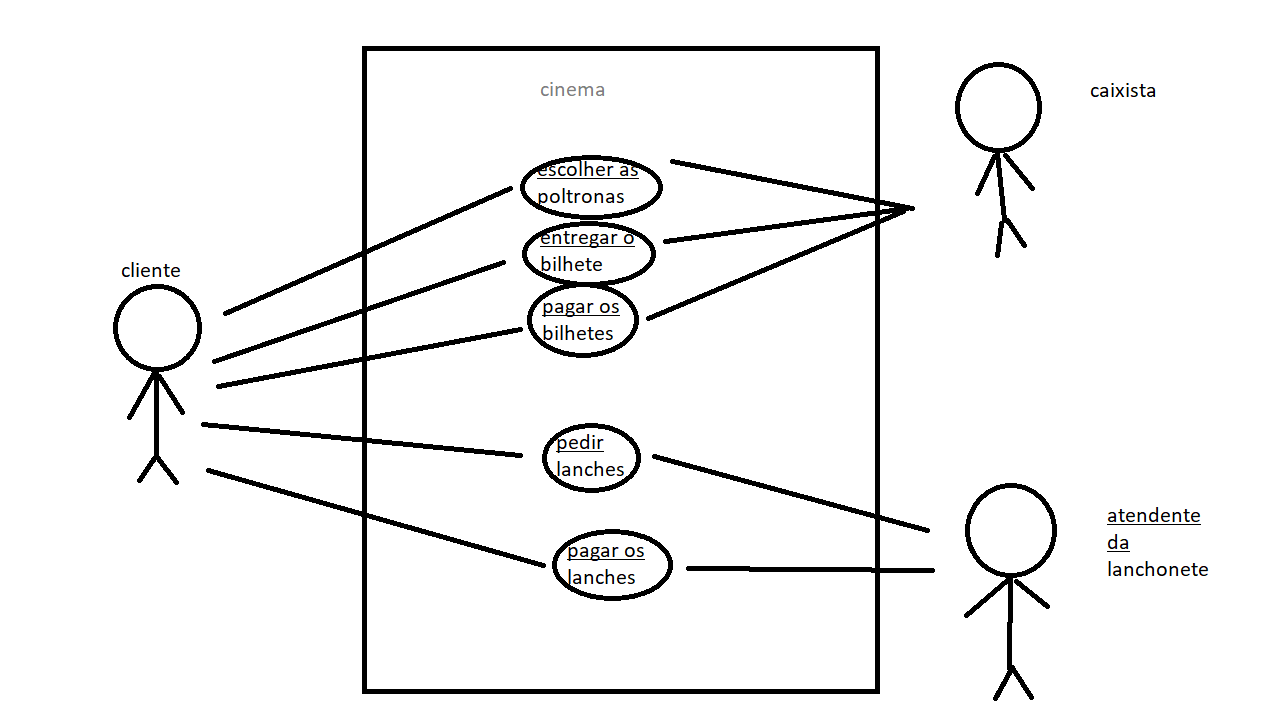 cinema
caixista
escolher as
poltronas
entregar o
bilhete
cliente
pagar os
bilhetes
pedir
lanches
pagar os
lanches
atendente
da
lanchonete